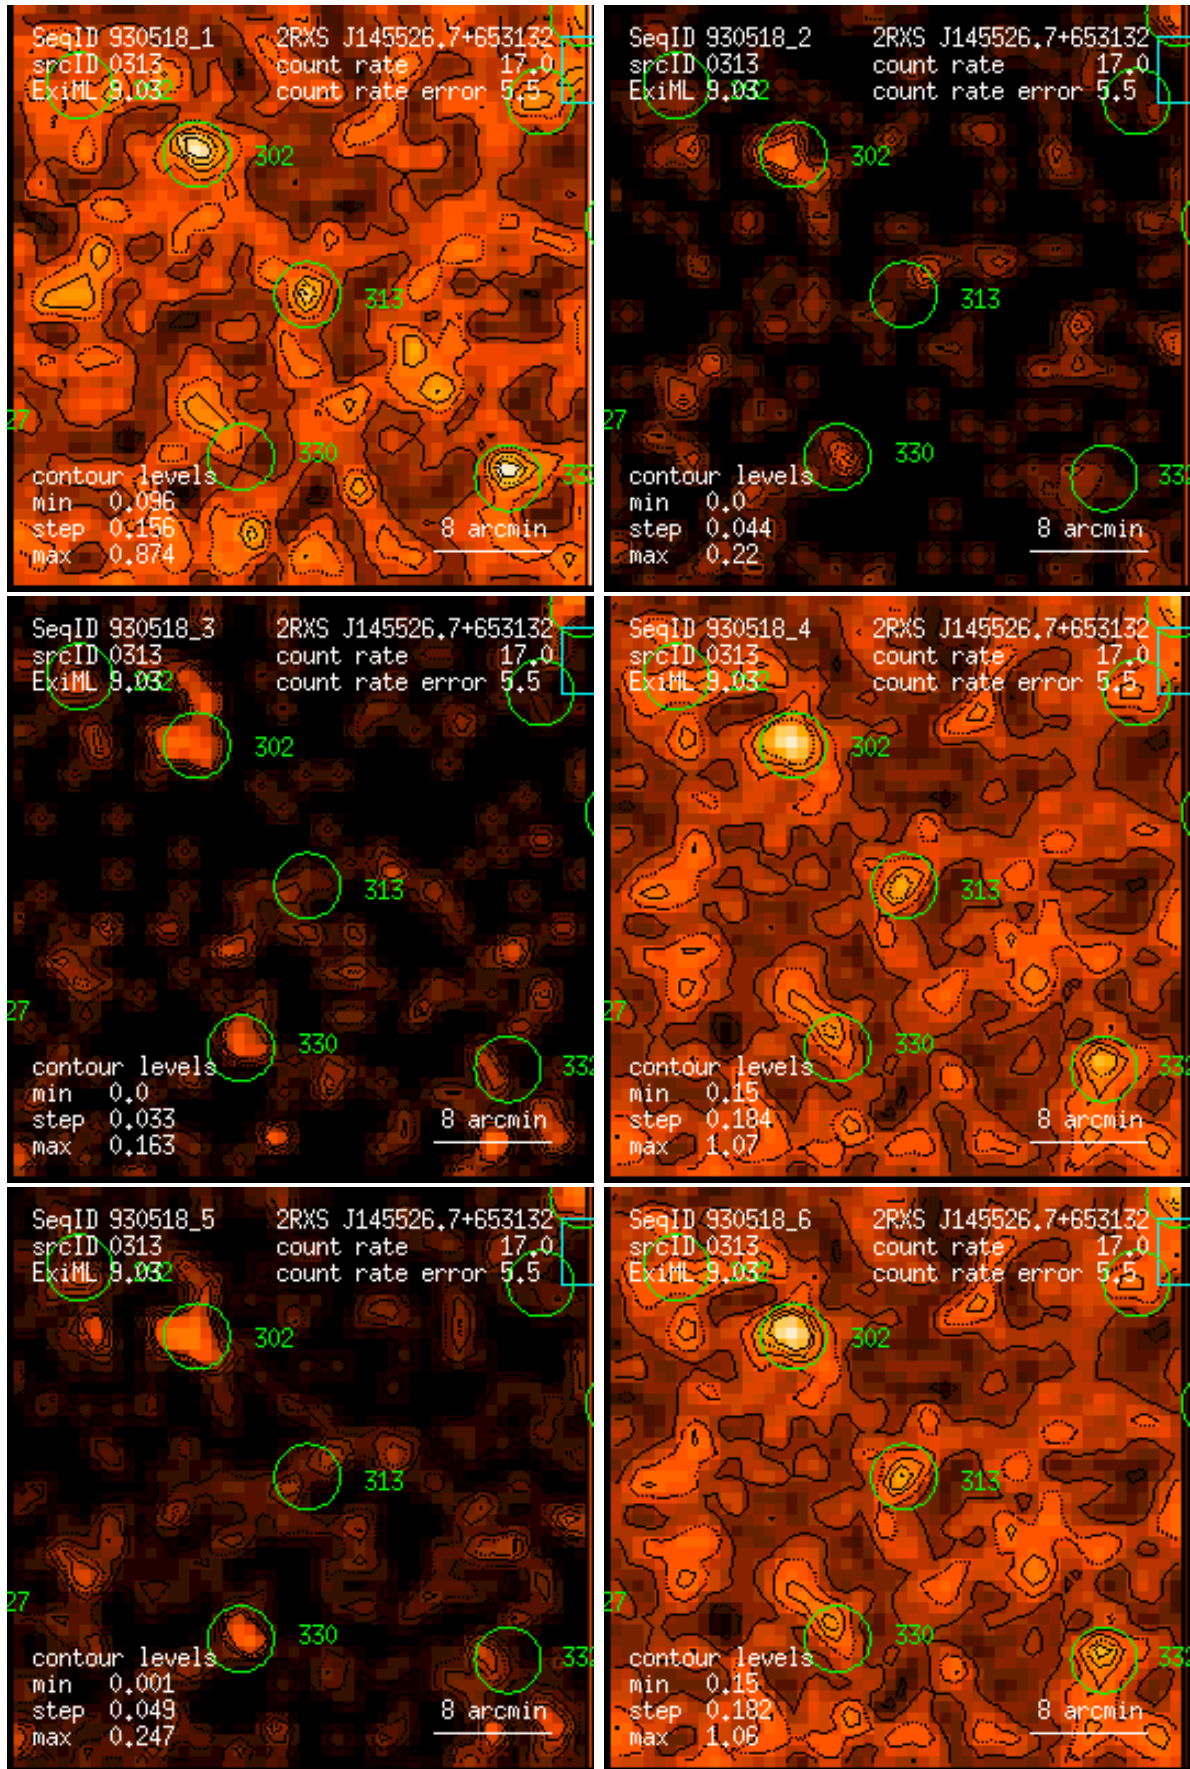 SeqID 930518_1 2RXS J145526.7+653132
srcID 0313 count rate 17.0
ExiML 9.03 count rate error 5.5
302
313
27
330
332
contour levels
min 0.096
step 0.156
max 0.874
8 arcmin
SeqID 930518_2 2RXS J145526.7+653132
srcID 0313 count rate 17.0
ExiML 9.03 count rate error 5.5
302
313
27
330
332
contour levels
min 0.0
step 0.044
max 0.22
8 arcmin
SeqID 930518_3 2RXS J145526.7+653132
srcID 0313 count rate 17.0
ExiML 9.03 count rate error 5.5
302
313
27
330
332
contour levels
min 0.0
step 0.033
max 0.163
8 arcmin
SeqID 930518_4 2RXS J145526.7+653132
srcID 0313 count rate 17.0
ExiML 9.03 count rate error 5.5
302
313
27
330
332
contour levels
min 0.15
step 0.184
max 1.07
8 arcmin
SeqID 930518_5 2RXS J145526.7+653132
srcID 0313 count rate 17.0
ExiML 9.03 count rate error 5.5
302
313
27
330
332
contour levels
min 0.001
step 0.049
max 0.247
8 arcmin
SeqID 930518_6 2RXS J145526.7+653132
srcID 0313 count rate 17.0
ExiML 9.03 count rate error 5.5
302
313
27
330
332
contour levels
min 0.15
step 0.182
max 1.06
8 arcmin